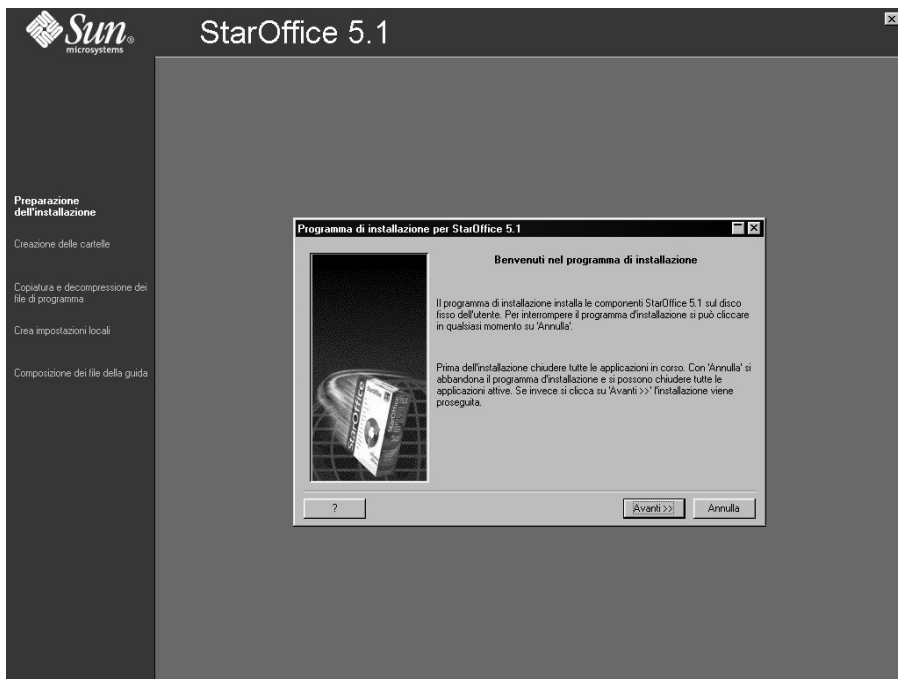 Sun®
microsystems
StarOffice 5.1
Preparazione
dell'installazione
Creazione delle cartelle
Copiatura e decompressione dei
file di programma
Crea impostazioni locali
Composizione dei file della guida
Programma di installazione per StarOffice 5.1
Benvenuti nel programma di installazione
Il programma di installazione installa le componenti StarOffice 5.1 sul disco
fisso dell'utente. Per interrompere il programma d'installazione si può cliccare
in qualsiasi momento su 'Annulla'.
Prima dell'installazione chiudere tutte le applicazioni in corso. Con 'Annulla' si
abbandona il programma d'installazione e si possono chiudere tutte le
applicazioni attive. Se invece si clicca su 'Avanti >>' l'installazione viene
proseguita.
StarOffice
StarOffice
?
Avanti >>
Annulla